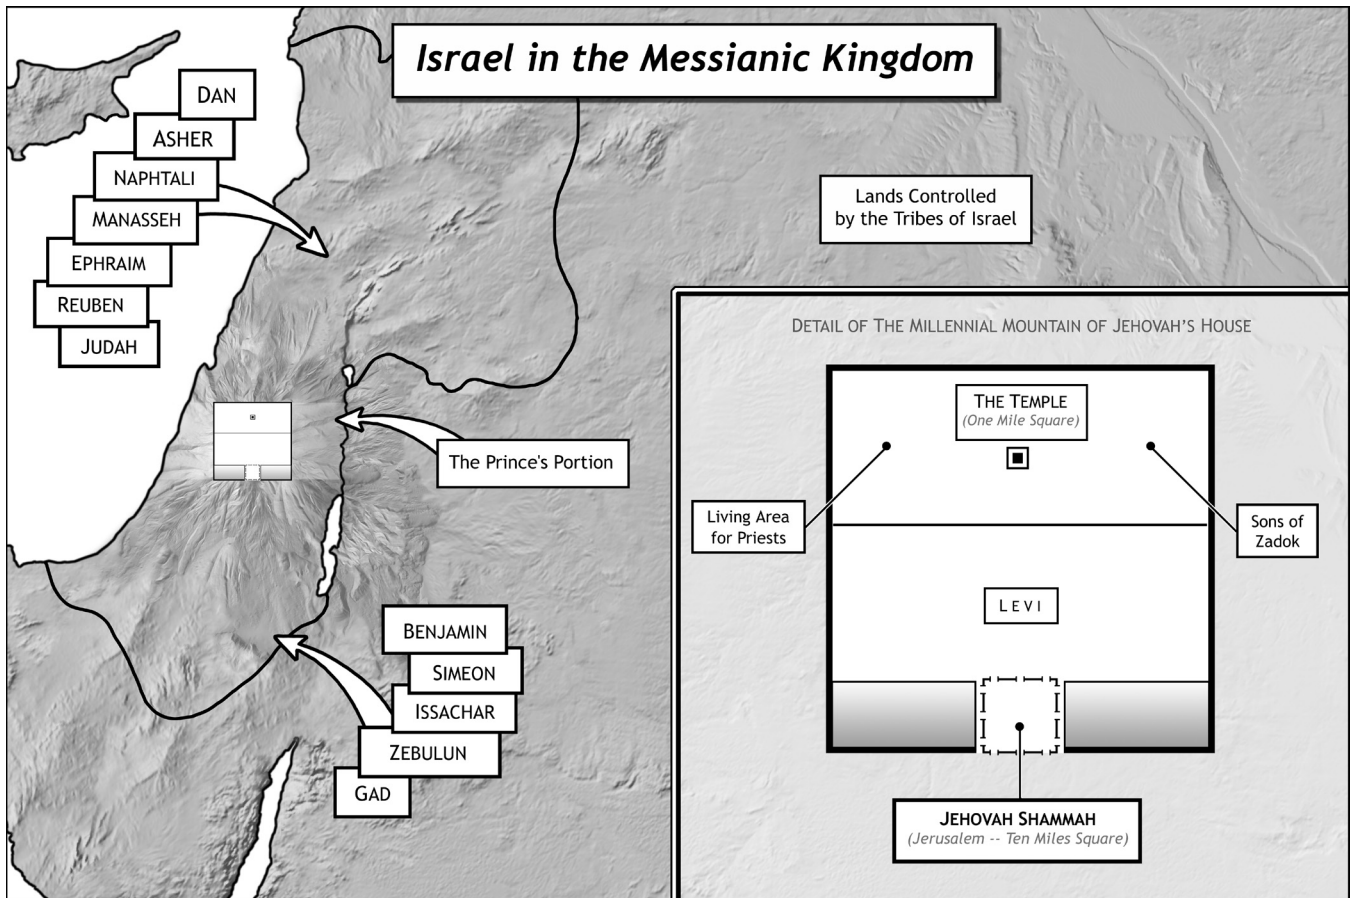 Israel in the Messianic Kingdom
DAN
ASHER
NAPHTALI
MANASSEH
EPHRAIM
REUBEN
JUDAH
Lands Controlled
by the Tribes of Israel
The Prince's Portion
BENJAMIN
SIMEON
ISSACHAR
ZEBULUN
GAD
DETAIL OF THE MILLENNIAL MOUNTAIN OF JEHOVAH'S HOUSE
THE TEMPLE
(One Mile Square)
Living Area
for Priests
Sons of
Zadok
LEVI
JEHOVAH SHAMMAH
(Jerusalem -- Ten Miles Square)